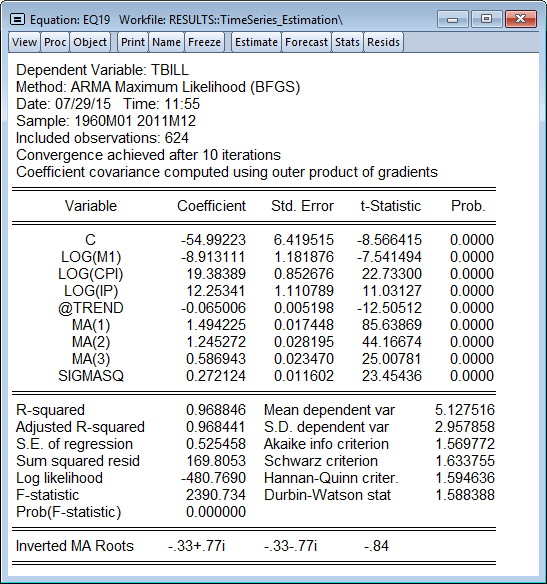 Equation: EQ19 Workfile: RESULTS::TimeSeries_Estimation\
View Proc Object Print Name Freeze Estimate Forecast Stats Resids
Dependent Variable: TBILL
Method: ARMA Maximum Likelihood (BFGS)
Date: 07/29/15 Time: 11:55
Sample: 1960M01 2011M12
Included observations: 624
Convergence achieved after 10 iterations
Coefficient covariance computed using outer product of gradients
Variable Coefficient Std. Error t-Statistic Prob.
C -54.99223 6.419515 -8.566415 0.0000
LOG(M1) -8.913111 1.181876 -7.541494 0.0000
LOG(CPI) 19.38389 0.852676 22.73300 0.0000
LOG(IP) 12.25341 1.110789 11.03127 0.0000
@TREND -0.065006 0.005198 -12.50512 0.0000
MA(1) 1.494225 0.017448 85.63869 0.0000
MA(2) 1.245272 0.028195 44.16674 0.0000
MA(3) 0.586943 0.023470 25.00781 0.0000
SIGMASQ 0.272124 0.011602 23.45436 0.0000
R-squared 0.968846 Mean dependent var 5.127516
Adjusted R-squared 0.968441 S.D. dependent var 2.957858
S.E. of regression 0.525458 Akaike info criterion 1.569772
Sum squared resid 169.8053 Schwarz criterion 1.633755
Log likelihood -480.7690 Hannan-Quinn criter. 1.594636
F-statistic 2390.734 Durbin-Watson stat 1.588388
Prob(F-statistic) 0.000000
Inverted MA Roots -.33+.77i -.33-.77i -.84